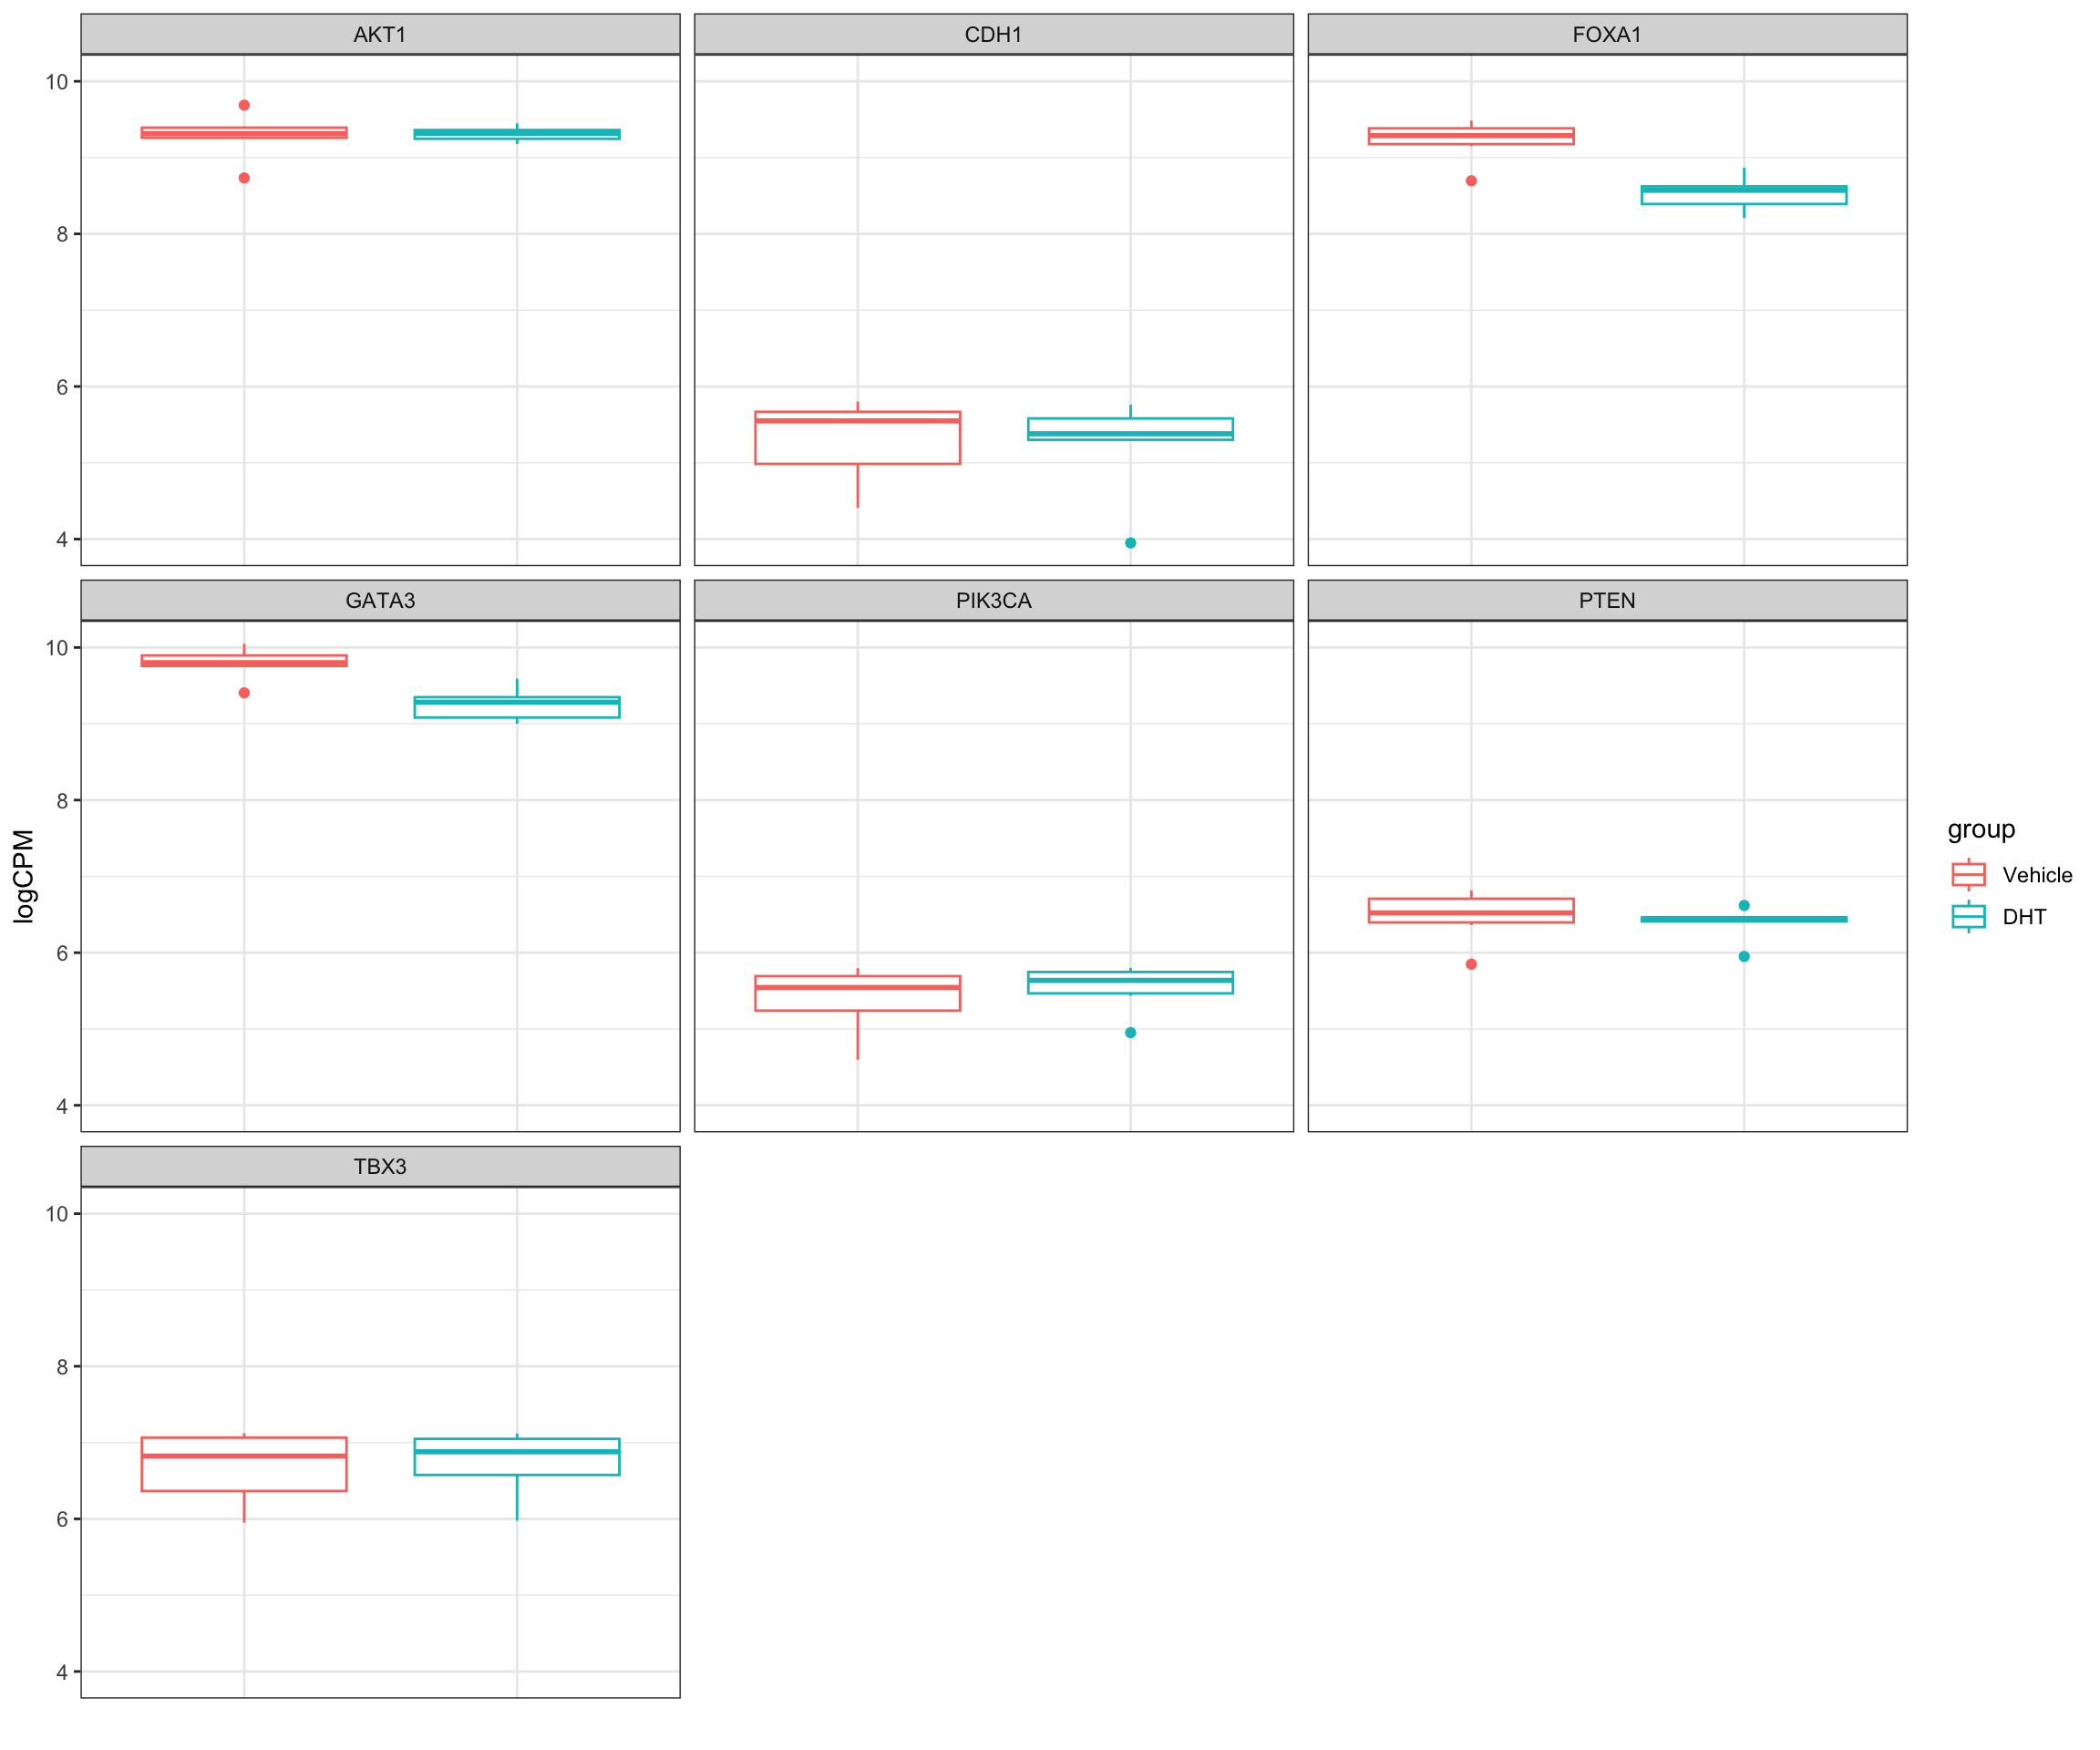 AKT1
CDH1
FOXA1
10
8
6
4
GATA3
PIK3CA
PTEN
10
8
6
4
TBX3
10
8
6
4
logCPM
group
Vehicle
DHT